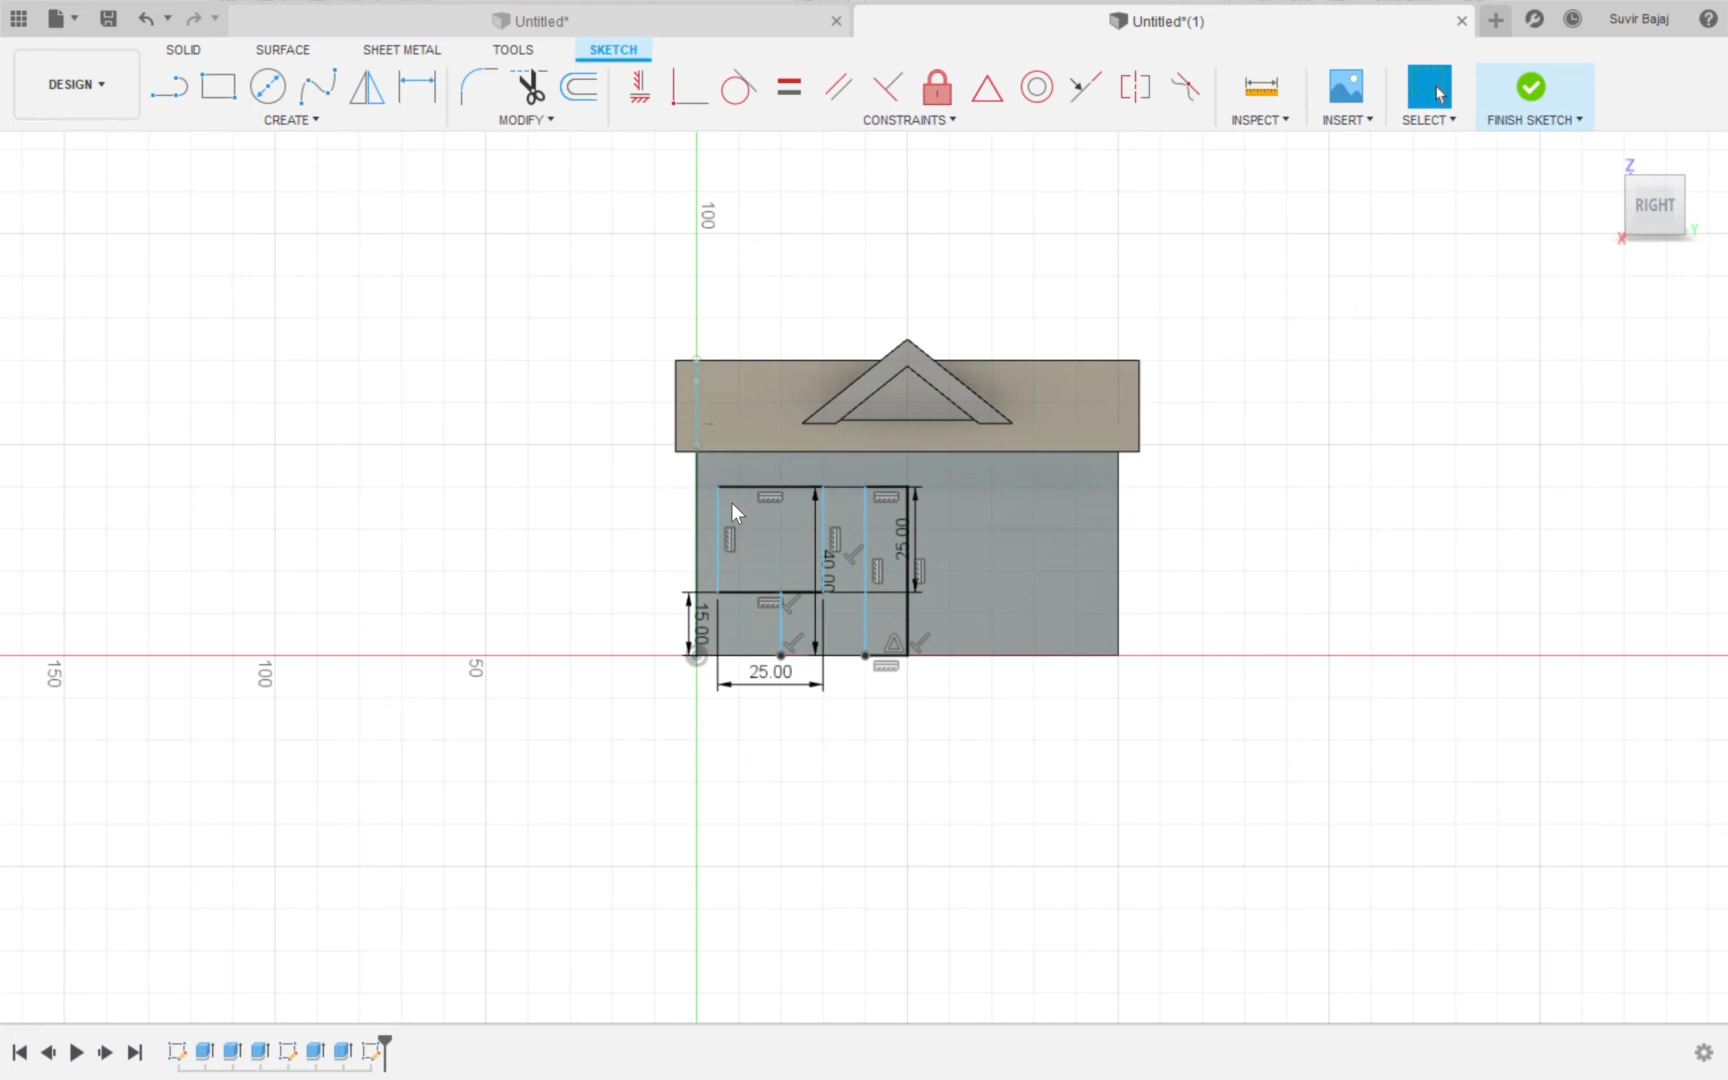 Untitled*
Untitled*(1)
Suvir Bajaj
DESIGN
SOLID
SURFACE
SHEET METAL
TOOLS
SKETCH
CREATE
MODIFY
CONSTRAINTS
INSPECT
INSERT
SELECT
FINISH SKETCH
Z
RIGHT
X
Y
100
25.00
40.00
15.00
25.00
150
100
50